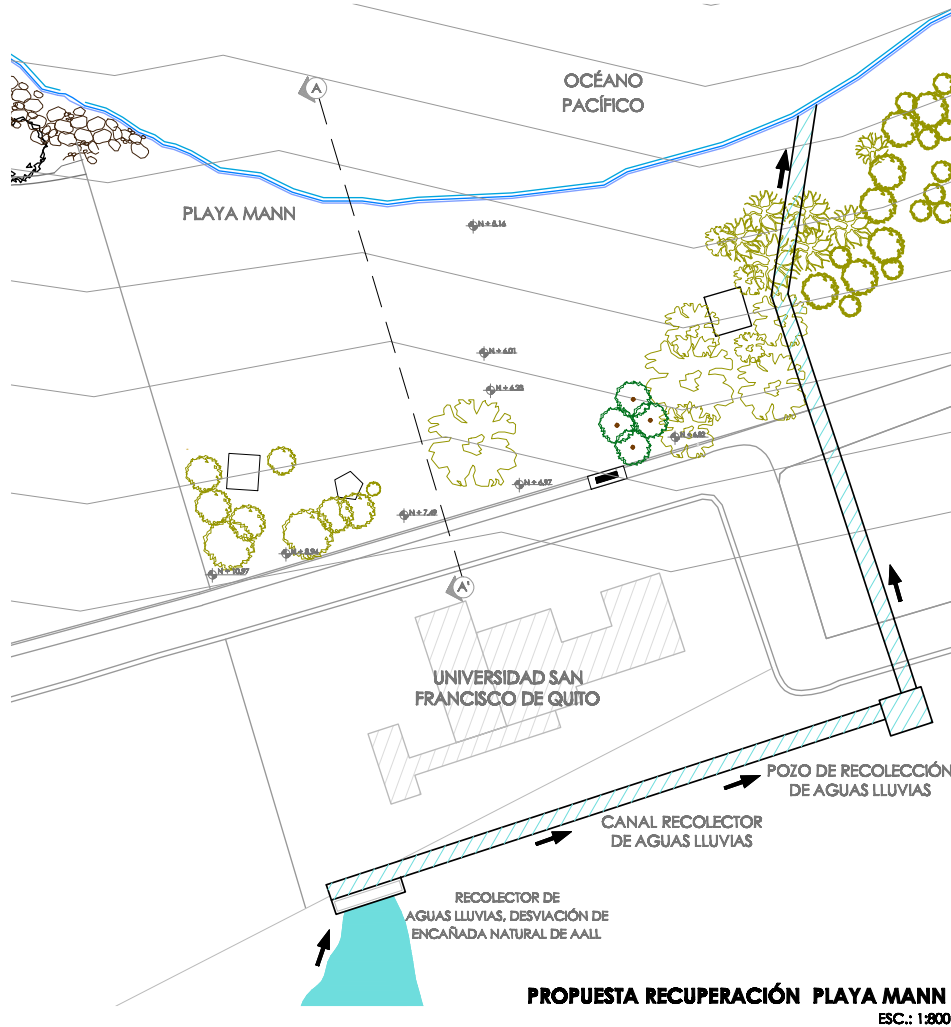 A
OCÉANO
PACÍFICO
PLAYA MANN
N + 5.16
N + 6.01
N + 6.25
N + 6.82
N + 6.97
N + 7.49
N + 8.94
N + 10.97
A'
UNIVERSIDAD SAN
FRANCISCO DE QUITO
POZO DE RECOLECCIÓN
DE AGUAS LLUVIAS
CANAL RECOLECTOR
DE AGUAS LLUVIAS
RECOLECTOR DE
AGUAS LLUVIAS, DESVIACIÓN DE
ENCAÑADA NATURAL DE AALL
PROPUESTA RECUPERACIÓN PLAYA MANN
ESC.: 1:800